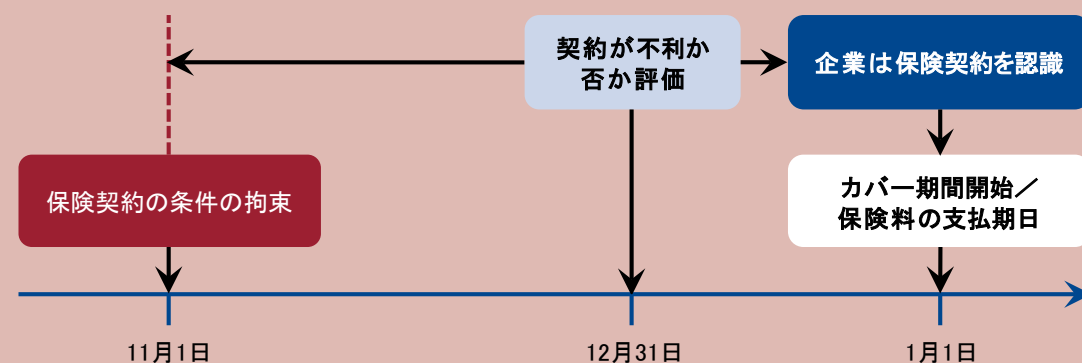 契約が不利か
否か評価
企業は保険契約を認識
保険契約の条件の拘束
カバー期間開始／
保険料の支払期日
11月1日
12月31日
1月1日